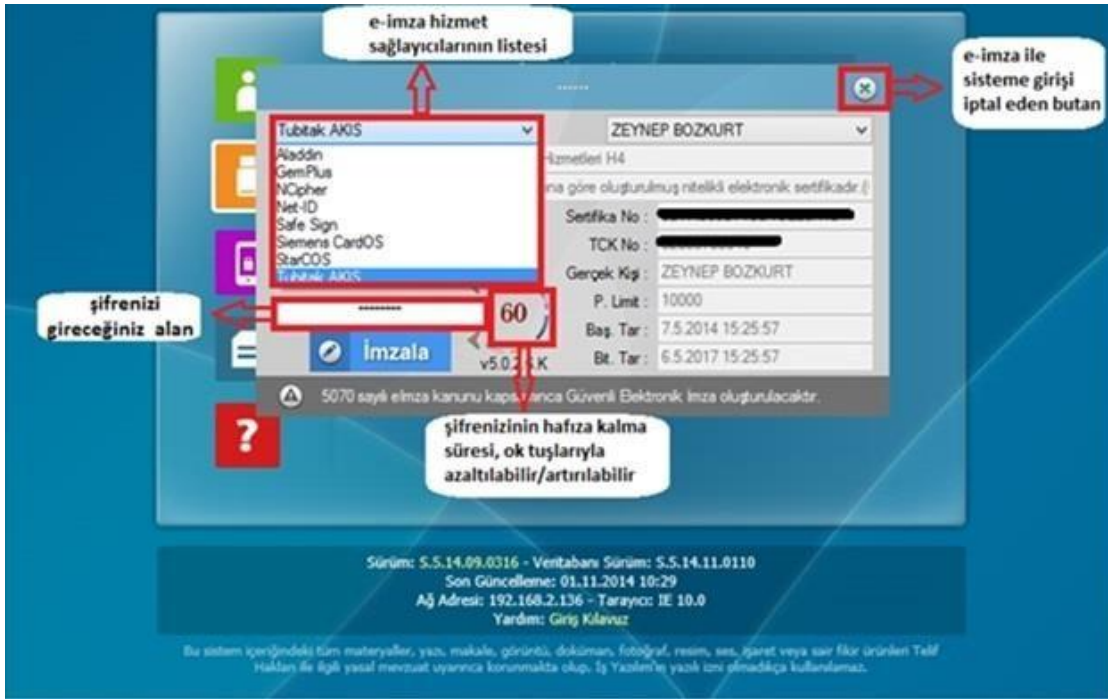 e-imza hizmet
sağlayıcılarının listesi
e-imza ile
sisteme girişi
iptal eden butan
Tubitak AKIS
ZEYNEP BOZKURT
Aladdin
GemPlus
NCipher
Net-ID
Safe Sign
Siemens CardOS
StarCOS
Tubitak AKIS
Hizmetleri H4
göre oluşturulmuş nitelikli elektronik sertifikadır.
Sertifika No :
TCK No :
Gerçek Kişi : ZEYNEP BOZKURT
P. Limit : 10000
Baş. Tar : 7.5.2014 15:25:57
Bit. Tar : 6.5.2017 15:25:57
şifrenizi
gireceğiniz alan
********
60
İmzala
5070 sayılı eİmza kanunu Güvenli Elektronik İmza oluşturulacaktır.
?
şifrenizinin hafıza kalma
süresi, ok tuşlarıyla
azaltılabilir/artırılabilir
Sürüm: S.5.14.09.0316 - Veritabanı Sürüm: S.5.14.11.0110
Son Güncelleme: 01.11.2014 10:29
Ağ Adresi: 192.168.2.136 - Tarayıcı: IE 10.0
Yardım: Giriş Kılavuz
Bu sistem içeriğindeki tüm materyaller, yazı, makale, görüntü, doküman, fotoğraf, resim, ses, işaret veya sair fikir ürünleri Telif
Hakları ile ilgili yasal mevzuat uyarınca korunmakta olup, İş Yazılım'ın yazılı izni olmadıkça kullanılamaz.